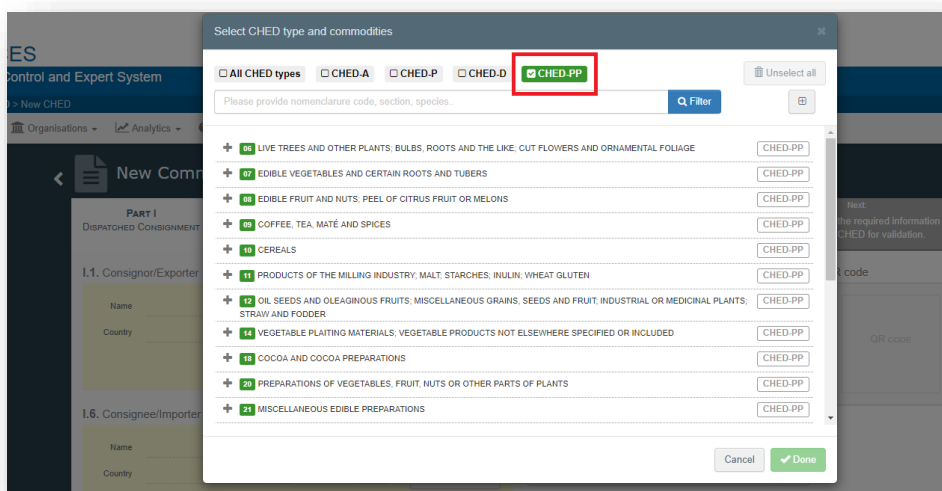 Select CHED type and commodities
ES
Control and Expert System
> New CHED
Organisations
Analytics
All CHED types CHED-A CHED-P CHED-D CHED-PP
Unselect all
Please provide nomenclarure code, section, species..
Filter
New Comm
PART I
DISPATCHED CONSIGNMENT
Next
the required information
CHED for validation.
I.1. Consignor/Exporter
code
Name
Country
QR code
I.6. Consignee/Importer
Name
Country
06 LIVE TREES AND OTHER PLANTS; BULBS, ROOTS AND THE LIKE; CUT FLOWERS AND ORNAMENTAL FOLIAGE CHED-PP
07 EDIBLE VEGETABLES AND CERTAIN ROOTS AND TUBERS CHED-PP
08 EDIBLE FRUIT AND NUTS; PEEL OF CITRUS FRUIT OR MELONS CHED-PP
09 COFFEE, TEA, MATÉ AND SPICES CHED-PP
10 CEREALS CHED-PP
11 PRODUCTS OF THE MILLING INDUSTRY; MALT; STARCHES; INULIN; WHEAT GLUTEN CHED-PP
12 OIL SEEDS AND OLEAGINOUS FRUITS; MISCELLANEOUS GRAINS, SEEDS AND FRUIT; INDUSTRIAL OR MEDICINAL PLANTS; CHED-PP
STRAW AND FODDER
14 VEGETABLE PLAITING MATERIALS; VEGETABLE PRODUCTS NOT ELSEWHERE SPECIFIED OR INCLUDED CHED-PP
18 COCOA AND COCOA PREPARATIONS CHED-PP
20 PREPARATIONS OF VEGETABLES, FRUIT, NUTS OR OTHER PARTS OF PLANTS CHED-PP
21 MISCELLANEOUS EDIBLE PREPARATIONS CHED-PP
Cancel
Done